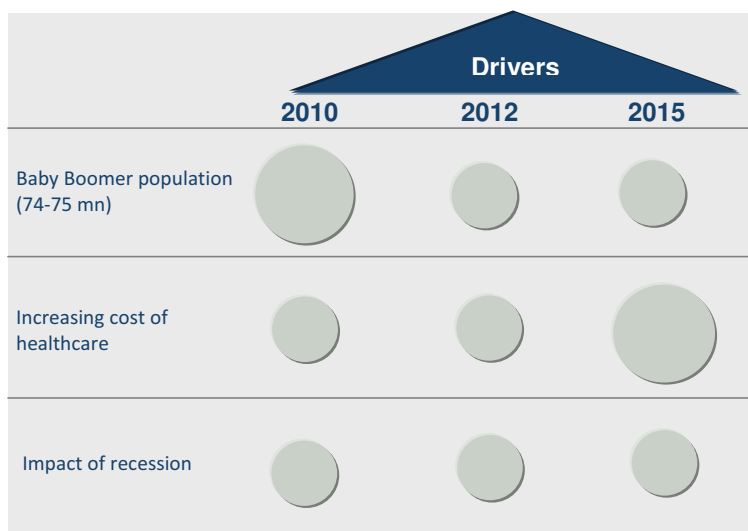 Drivers
2010 2012 2015
Baby Boomer population
(74-75 mn)
Increasing cost of
healthcare
Impact of recession